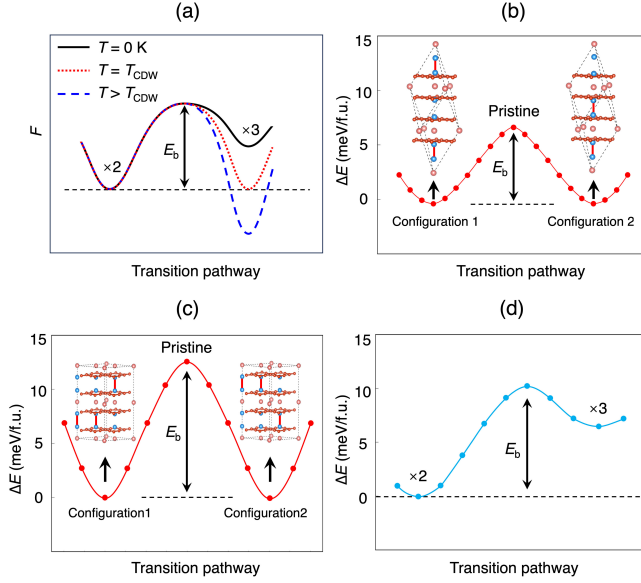 (a)
T = 0 K
T = T_CDW
T > T_CDW
F
×2
×3
E_b
Transition pathway
(b)
15
10
5
0
ΔE (meV/f.u.)
Pristine
E_b
Configuration 1
Configuration 2
Transition pathway
(c)
15
10
5
0
ΔE (meV/f.u.)
Pristine
E_b
Configuration1
Configuration2
Transition pathway
(d)
15
10
5
0
ΔE (meV/f.u.)
×2
×3
E_b
Transition pathway